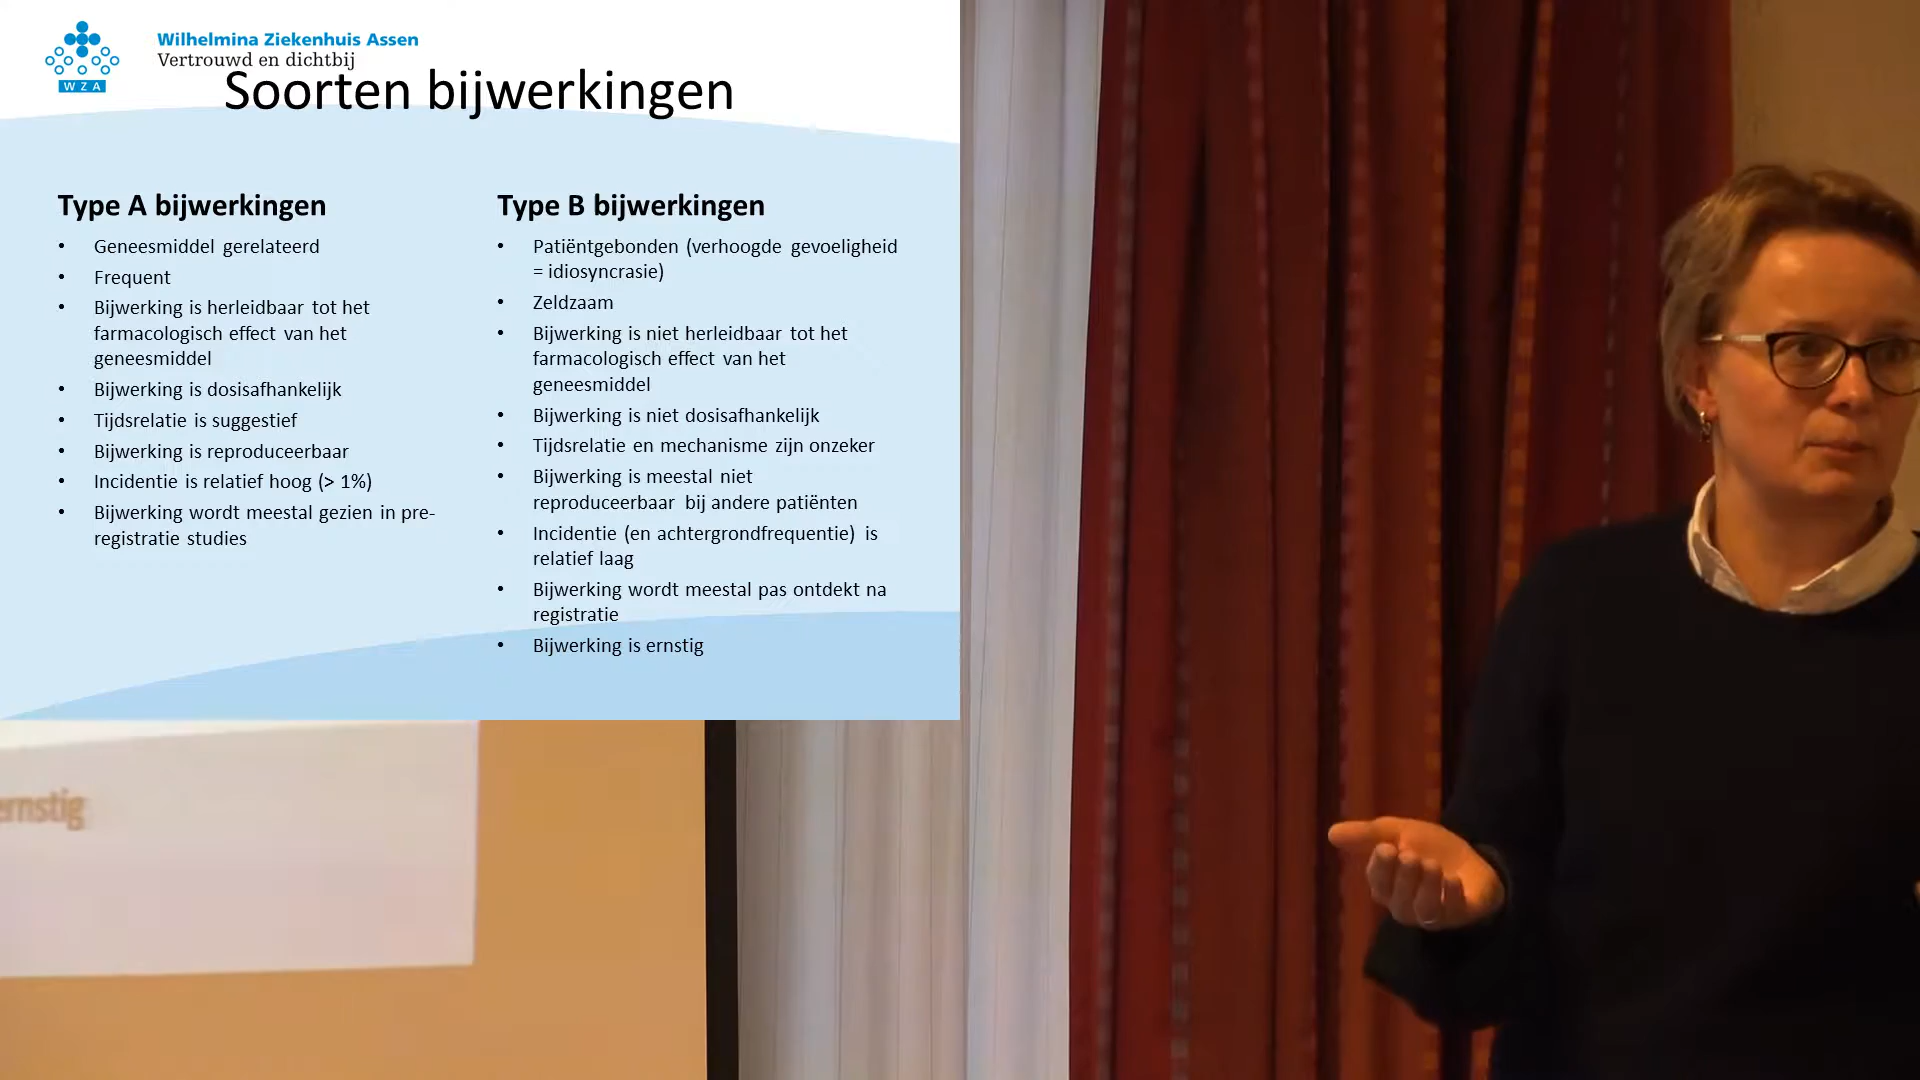 Wilhelmina Ziekenhuis Assen
Vertrouwd en dichtbij
WZA
Soorten bijwerkingen
Type A bijwerkingen
• Geneesmiddel gerelateerd
• Frequent
• Bijwerking is herleidbaar tot het
farmacologisch effect van het
geneesmiddel
• Bijwerking is dosisafhankelijk
• Tijdsrelatie is suggestief
• Bijwerking is reproduceerbaar
• Incidentie is relatief hoog (> 1%)
• Bijwerking wordt meestal gezien in pre-
registratie studies
Type B bijwerkingen
• Patiëntgebonden (verhoogde gevoeligheid
= idiosyncrasie)
• Zeldzaam
• Bijwerking is niet herleidbaar tot het
farmacologisch effect van het
geneesmiddel
• Bijwerking is niet dosisafhankelijk
• Tijdsrelatie en mechanisme zijn onzeker
• Bijwerking is meestal niet
reproduceerbaar bij andere patiënten
• Incidentie (en achtergrondfrequentie) is
relatief laag
• Bijwerking wordt meestal pas ontdekt na
registratie
• Bijwerking is ernstig
ernstig